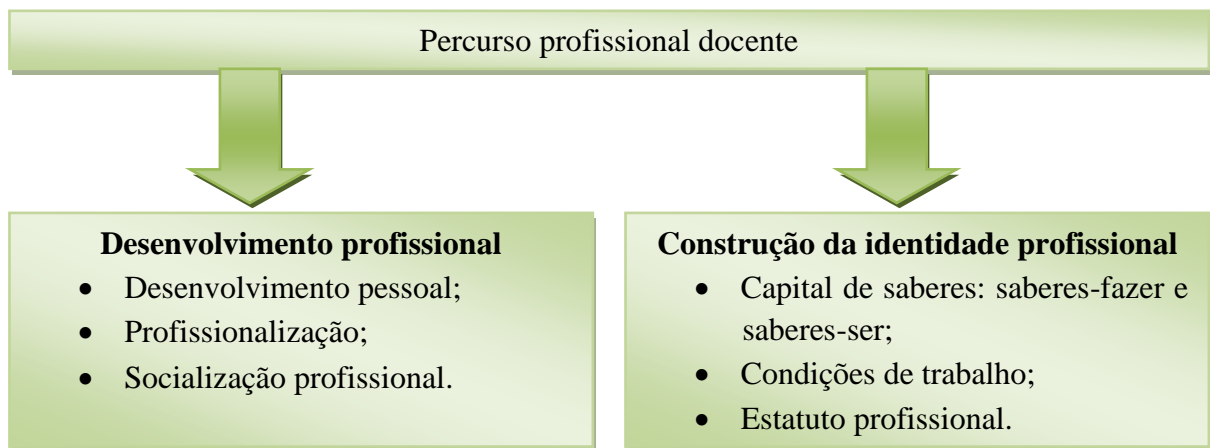 Percurso profissional docente
Desenvolvimento profissional
• Desenvolvimento pessoal;
• Profissionalização;
• Socialização profissional.
Construção da identidade profissional
• Capital de saberes: saberes-fazer e
saberes-ser;
• Condições de trabalho;
• Estatuto profissional.